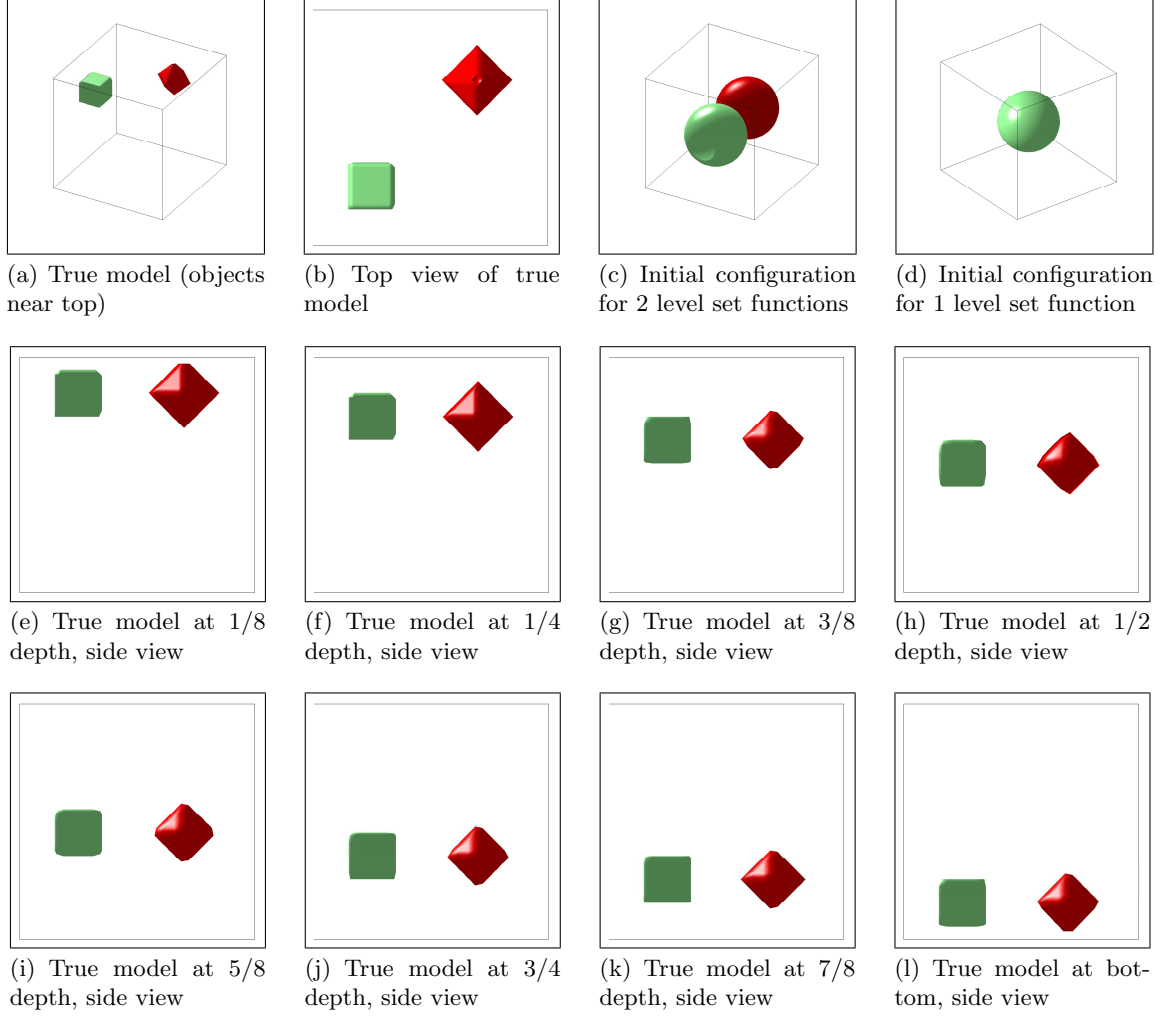 (a) True model (objects
near top)
(b) Top view of true
model
(c) Initial configuration
for 2 level set functions
(d) Initial configuration
for 1 level set function
(e) True model at 1/8
depth, side view
(f) True model at 1/4
depth, side view
(g) True model at 3/8
depth, side view
(h) True model at 1/2
depth, side view
(i) True model at 5/8
depth, side view
(j) True model at 3/4
depth, side view
(k) True model at 7/8
depth, side view
(l) True model at bot-
tom, side view